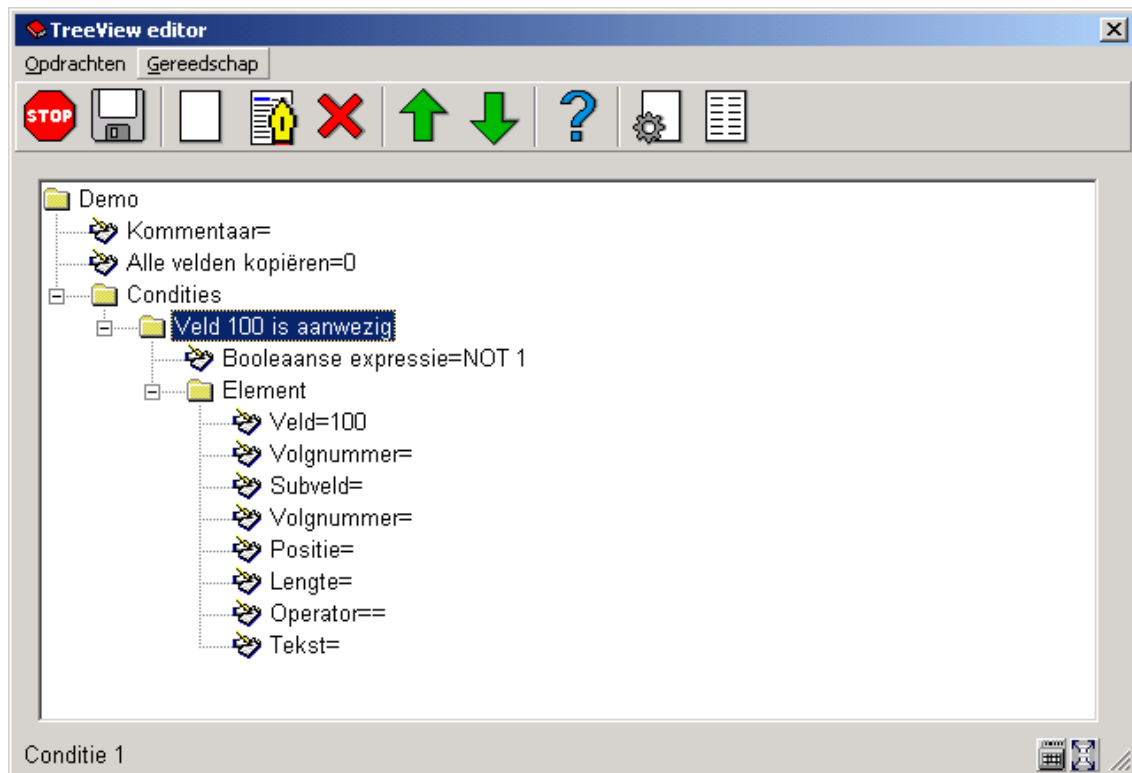 TreeView editor
Opdrachten Gereedschap
STOP
Demo
Kommentaar=
Alle velden kopiëren=0
Condities
Veld 100 is aanwezig
Booleaanse expressie=NOT 1
Element
Veld=100
Volgnummer=
Subveld=
Volgnummer=
Positie=
Lengte=
Operator==
Tekst=
Conditie 1